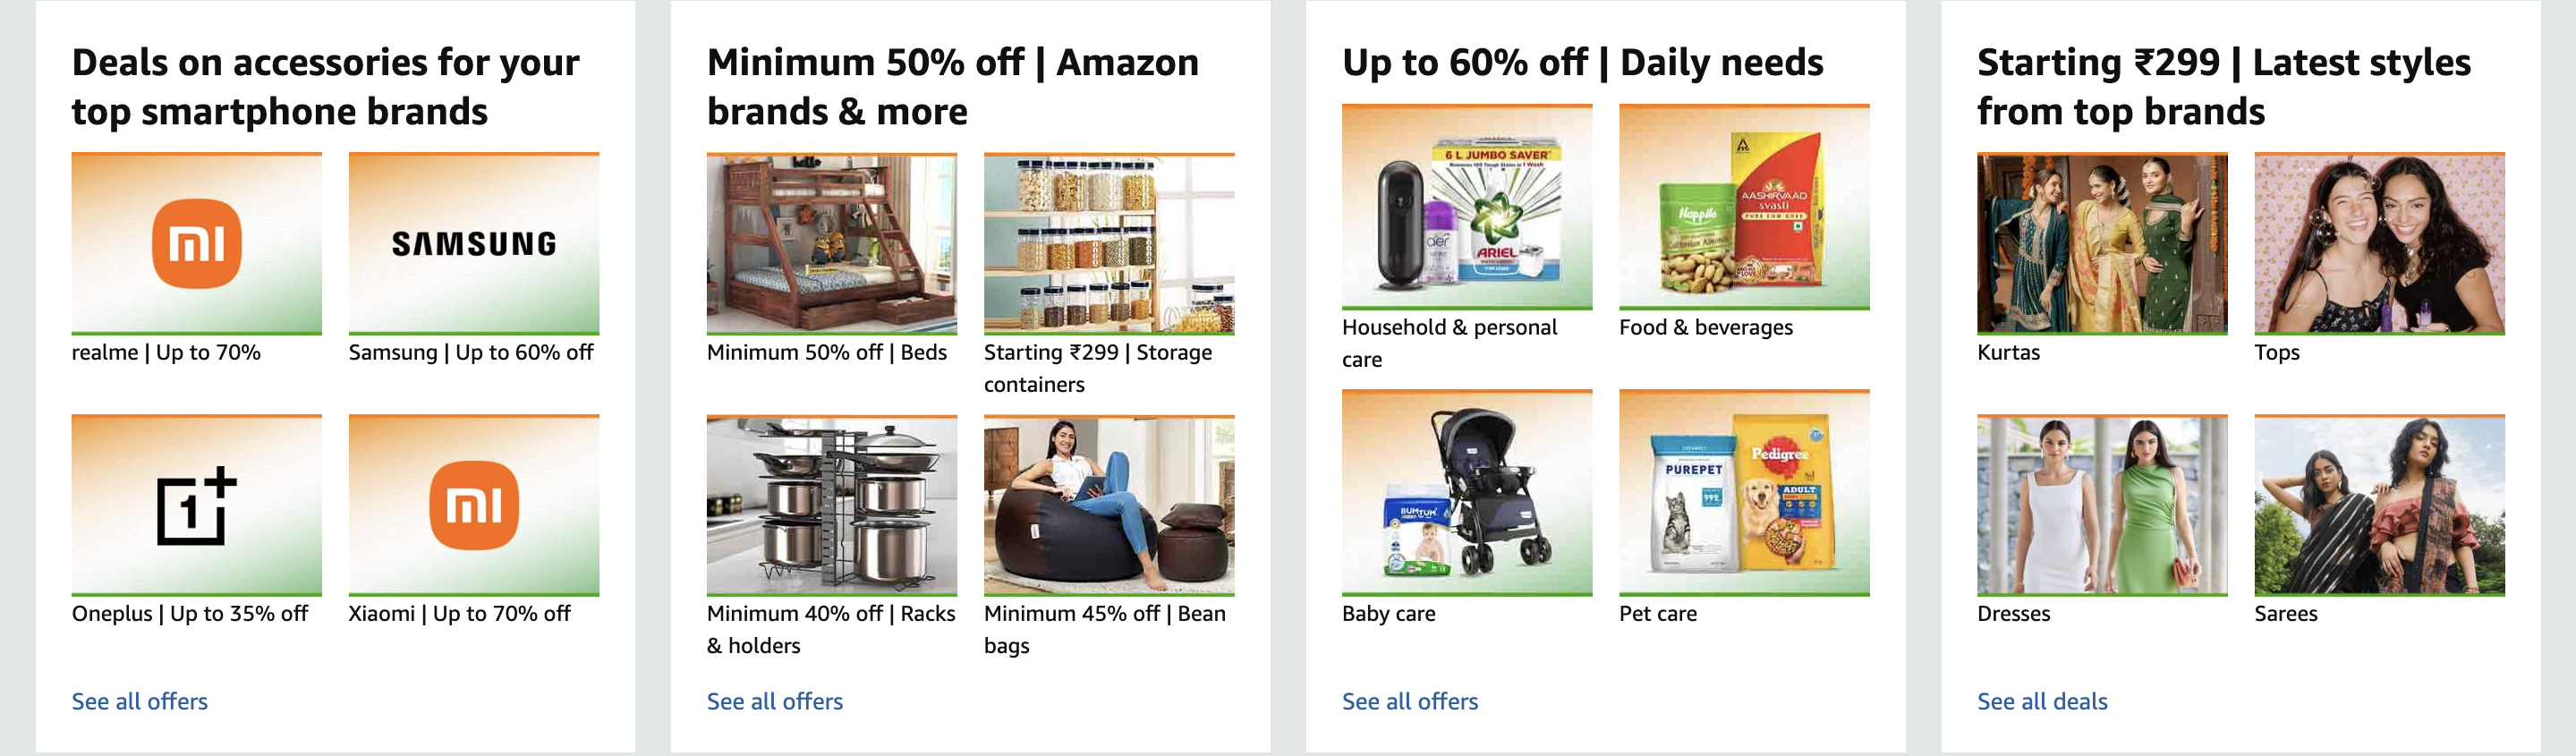 Deals on accessories for your
top smartphone brands
mi
SAMSUNG
realme | Up to 70%
Samsung | Up to 60% off
1+
mi
Oneplus | Up to 35% off
Xiaomi | Up to 70% off
See all offers
Minimum 50% off | Amazon
brands & more
hello
Minimum 50% off | Beds
Starting ₹299 | Storage
containers
Minimum 40% off | Racks
& holders
Minimum 45% off | Bean
bags
See all offers
Up to 60% off | Daily needs
6 L JUMBO SAVER
aer
ARIEL
Happilo
AASHIRVAAD
svasti
PURE COW GHEE
Household & personal
care
Food & beverages
BUMTUM
PUREPET
999
Pedigree
ADULT
Baby care
Pet care
See all offers
Starting ₹299 | Latest styles
from top brands
Kurtas
Tops
Dresses
Sarees
See all deals